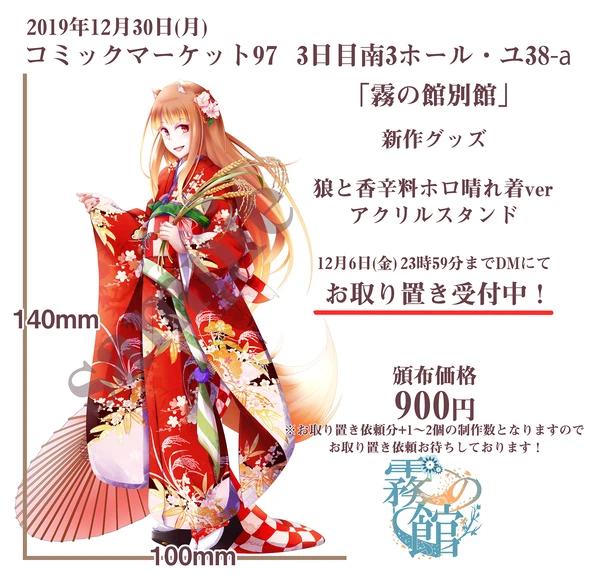 2019年12月30日(月)
コミックマーケット97 3日目南3ホール・ユ38-a
「霧の館別館」
新作グッズ
狼と香辛料ホロ晴れ着ver
アクリルスタンド
12月6日(金) 23時59分までDMにて
お取り置き受付中！
140mm
頒布価格
900円
※お取り置き依頼分+1～2個の制作数となりますので
お取り置き依頼お待ちしております！
霧の館
100mm